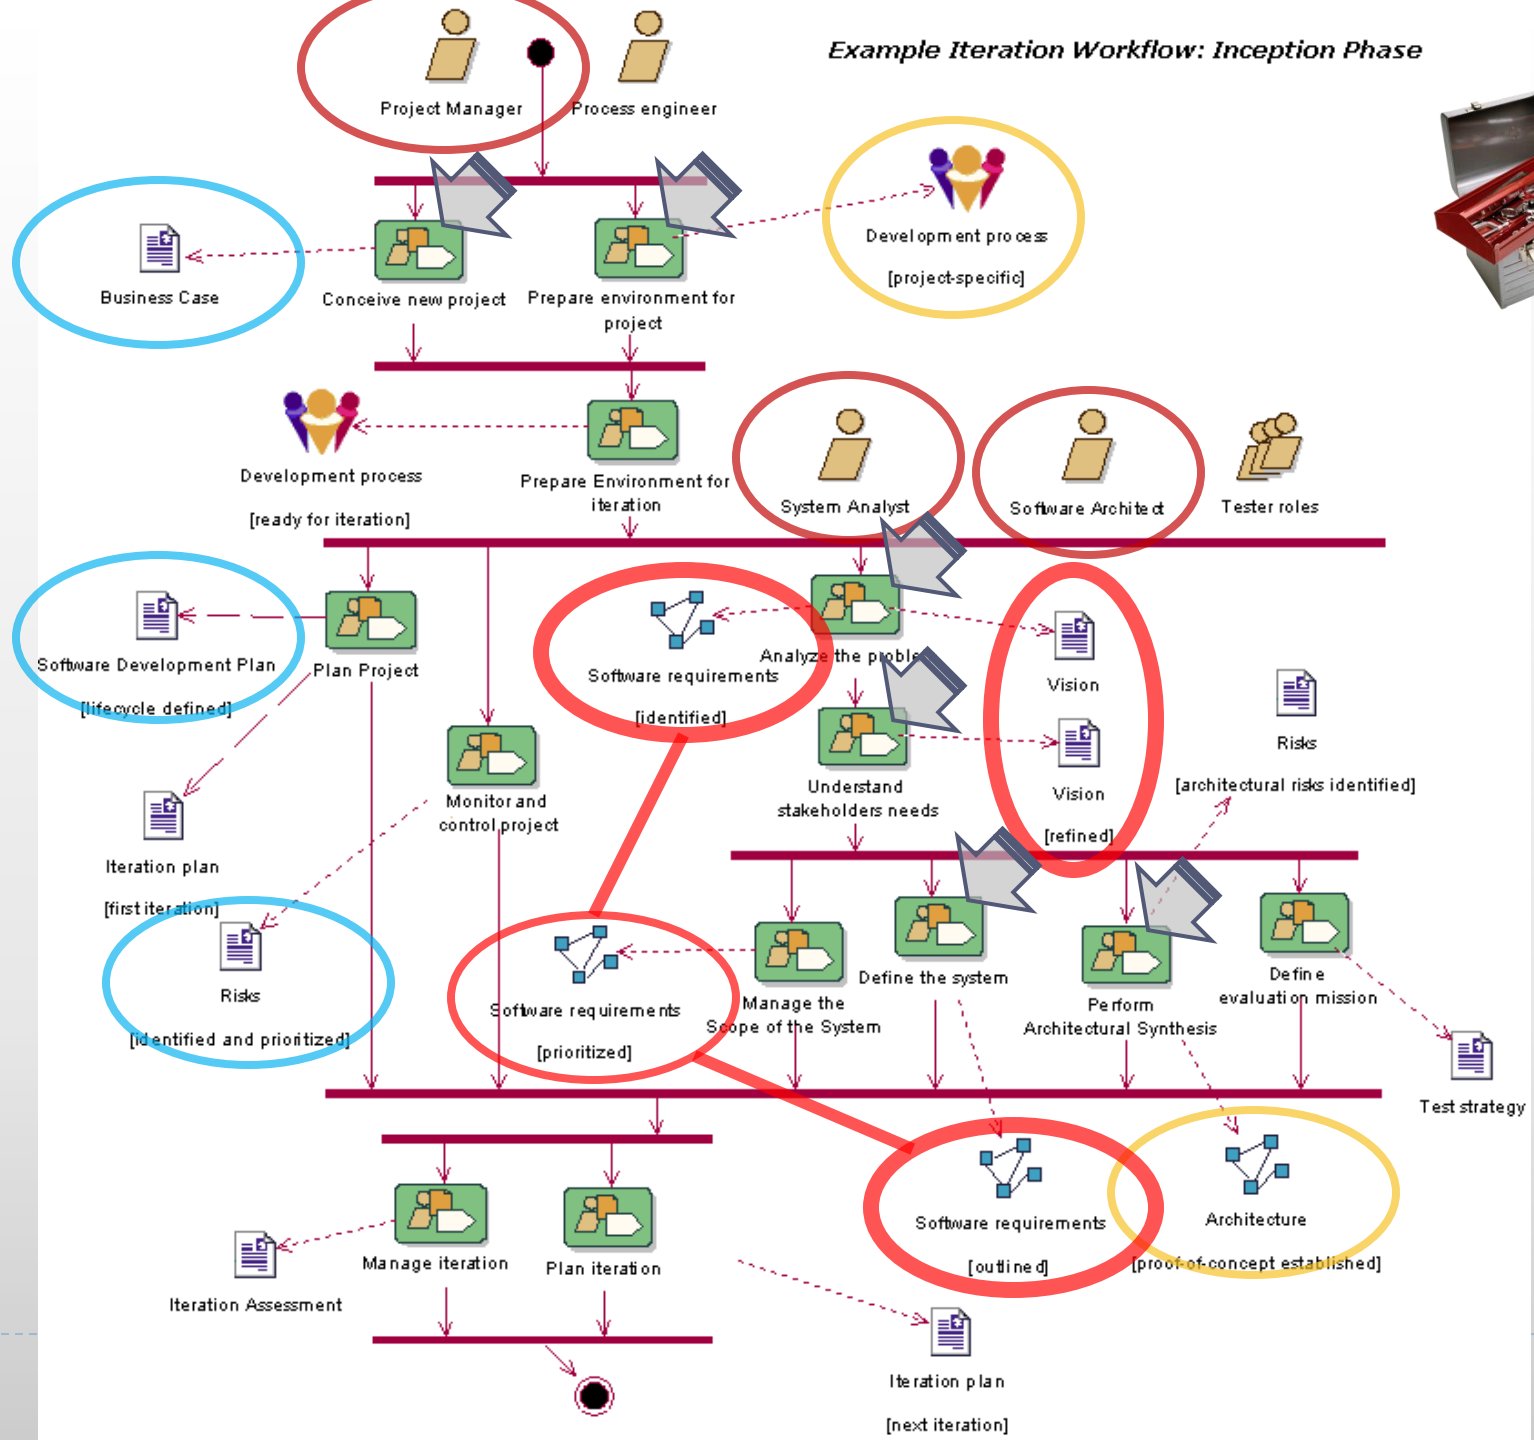 Example Iteration Workflow: Inception Phase
Project Manager
Process engineer
Development process
[project-specific]
Business Case
Conceive new project
Prepare environment for
project
Development process
[ready for iteration]
Prepare Environment for
iteration
System Analyst
Software Architect
Tester roles
Software Development Plan
[lifecycle defined]
Plan Project
Software requirements
[identified]
Analyze the proble
Vision
Vision
[refined]
Risks
[architectural risks identified]
Understand
stakeholders needs
Monitor and
control project
Iteration plan
[first iteration]
Risks
[identified and prioritized]
Software requirements
[prioritized]
Manage the
Scope of the System
Define the system
Perform
Architectural Synthesis
Define
evaluation mission
Test strategy
Software requirements
[outlined]
Architecture
[proof-of-concept established]
Manage iteration
Plan iteration
Iteration Assessment
Iteration plan
[next iteration]